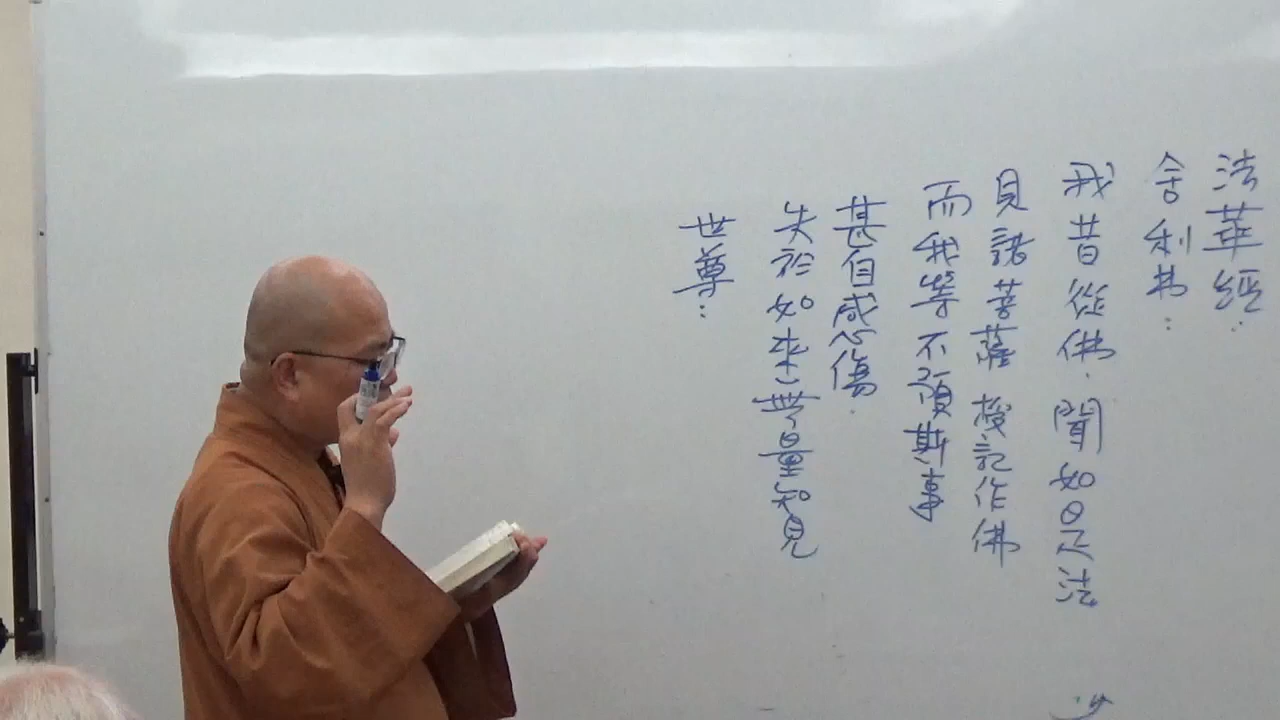 法華經：
舍利弗：
我昔從佛，聞如是法
見諸菩薩 授記作佛
而我等不預斯事
甚自感傷．
失於如來無量知見
世尊：